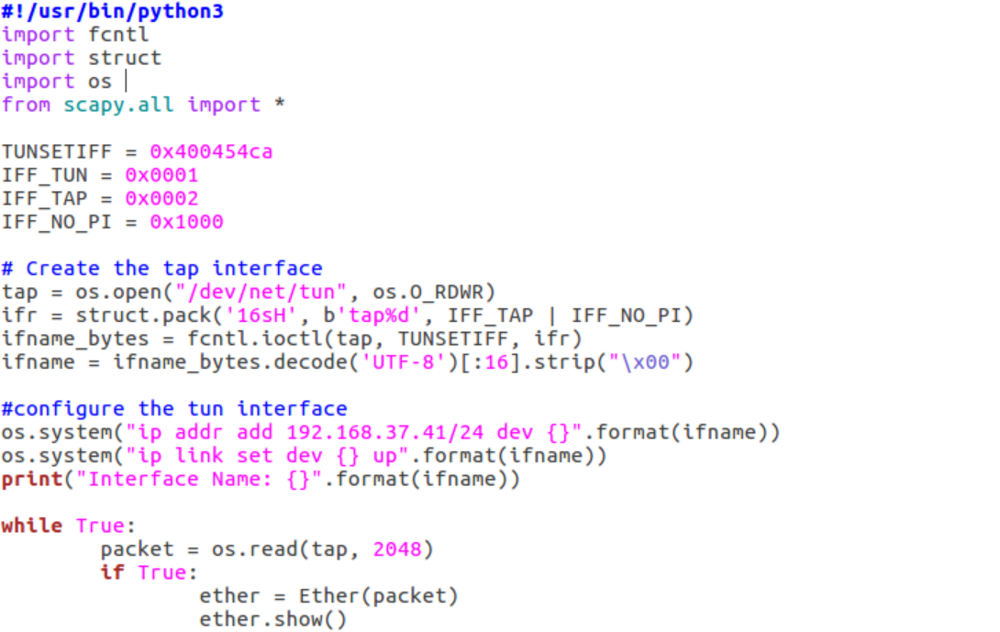 #!/usr/bin/python3
import fcntl
import struct
import os
from scapy.all import *

TUNSETIFF = 0x400454ca
IFF_TUN = 0x0001
IFF_TAP = 0x0002
IFF_NO_PI = 0x1000

# Create the tap interface
tap = os.open("/dev/net/tun", os.O_RDWR)
ifr = struct.pack('16sH', b'tap%d', IFF_TAP | IFF_NO_PI)
ifname_bytes = fcntl.ioctl(tap, TUNSETIFF, ifr)
ifname = ifname_bytes.decode('UTF-8')[:16].strip("\x00")

#configure the tun interface
os.system("ip addr add 192.168.37.41/24 dev {}".format(ifname))
os.system("ip link set dev {} up".format(ifname))
print("Interface Name: {}".format(ifname))

while True:
        packet = os.read(tap, 2048)
        if True:
                ether = Ether(packet)
                ether.show()